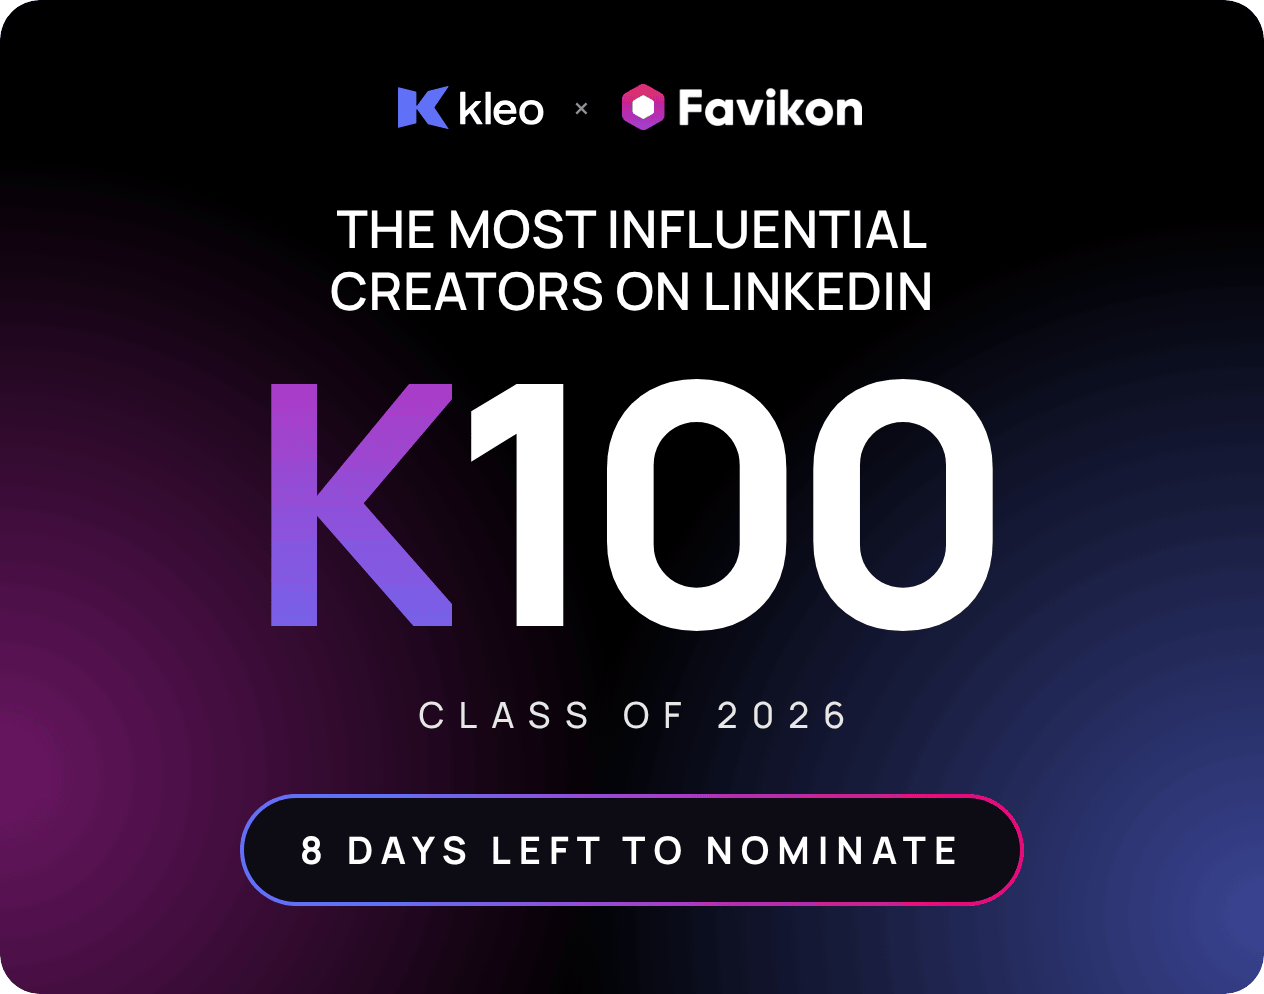 kleo × Favikon
THE MOST INFLUENTIAL
CREATORS ON LINKEDIN
K100
CLASS OF 2026
8 DAYS LEFT TO NOMINATE